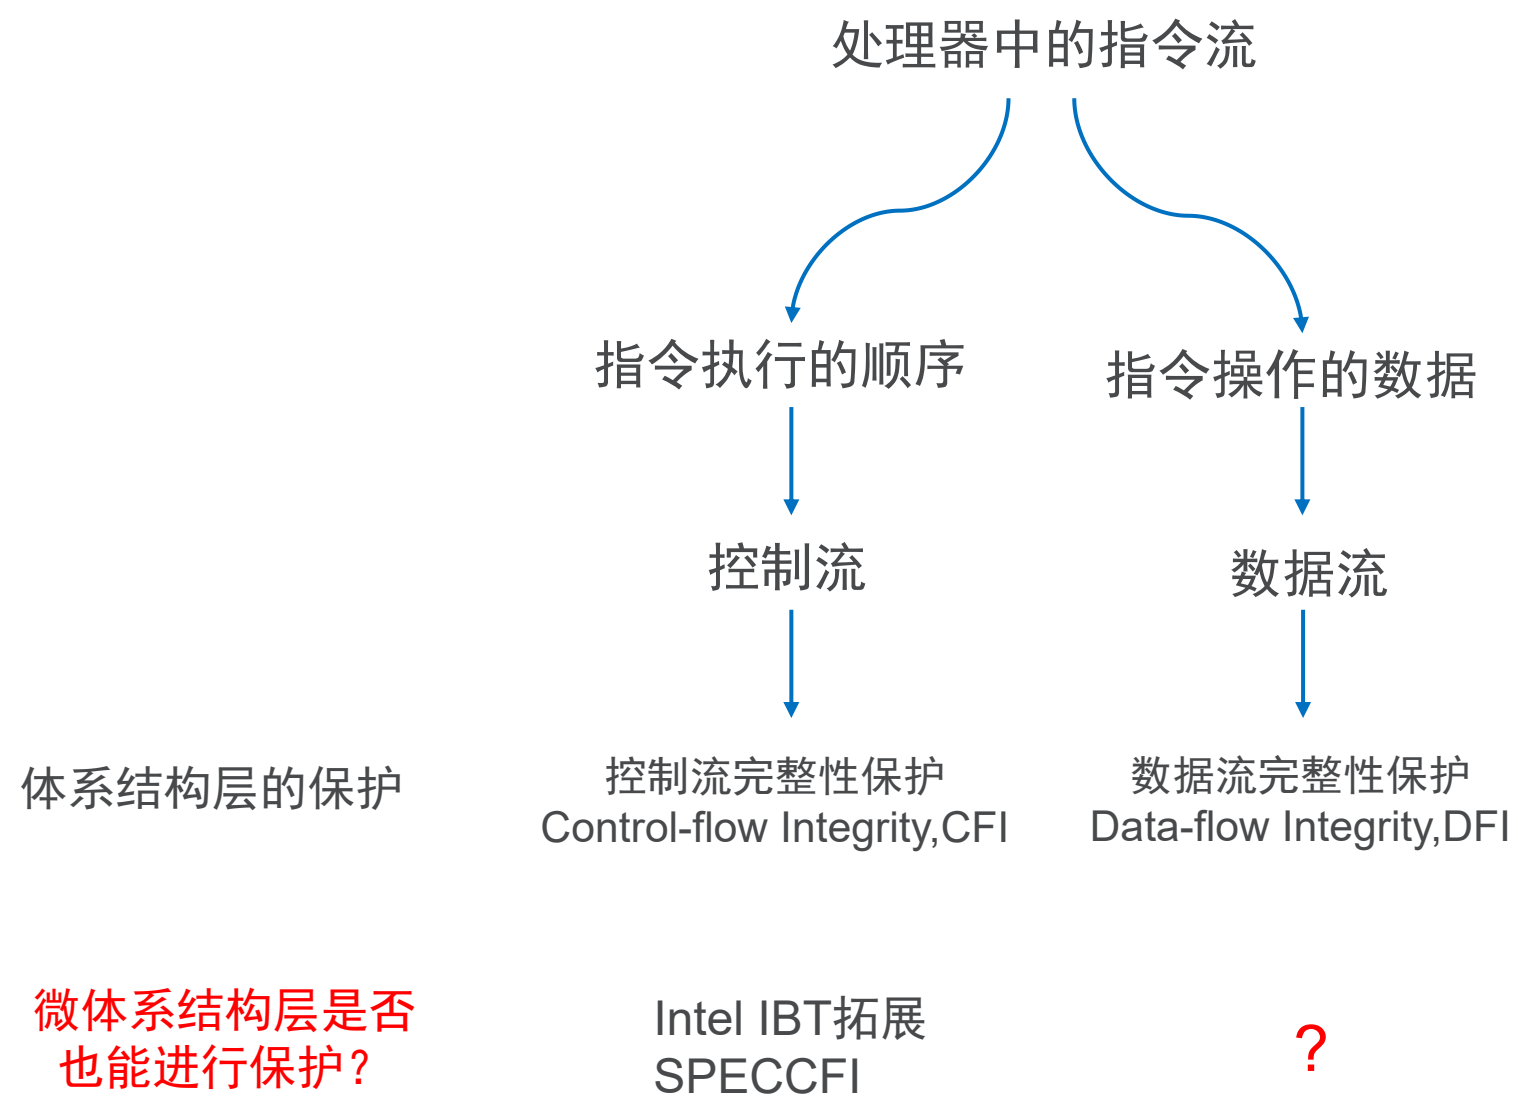 处理器中的指令流
指令执行的顺序
指令操作的数据
控制流
数据流
体系结构层的保护
控制流完整性保护
Control-flow Integrity,CFI
数据流完整性保护
Data-flow Integrity,DFI
微体系结构层是否
也能进行保护？
Intel IBT拓展
SPECCFI
？